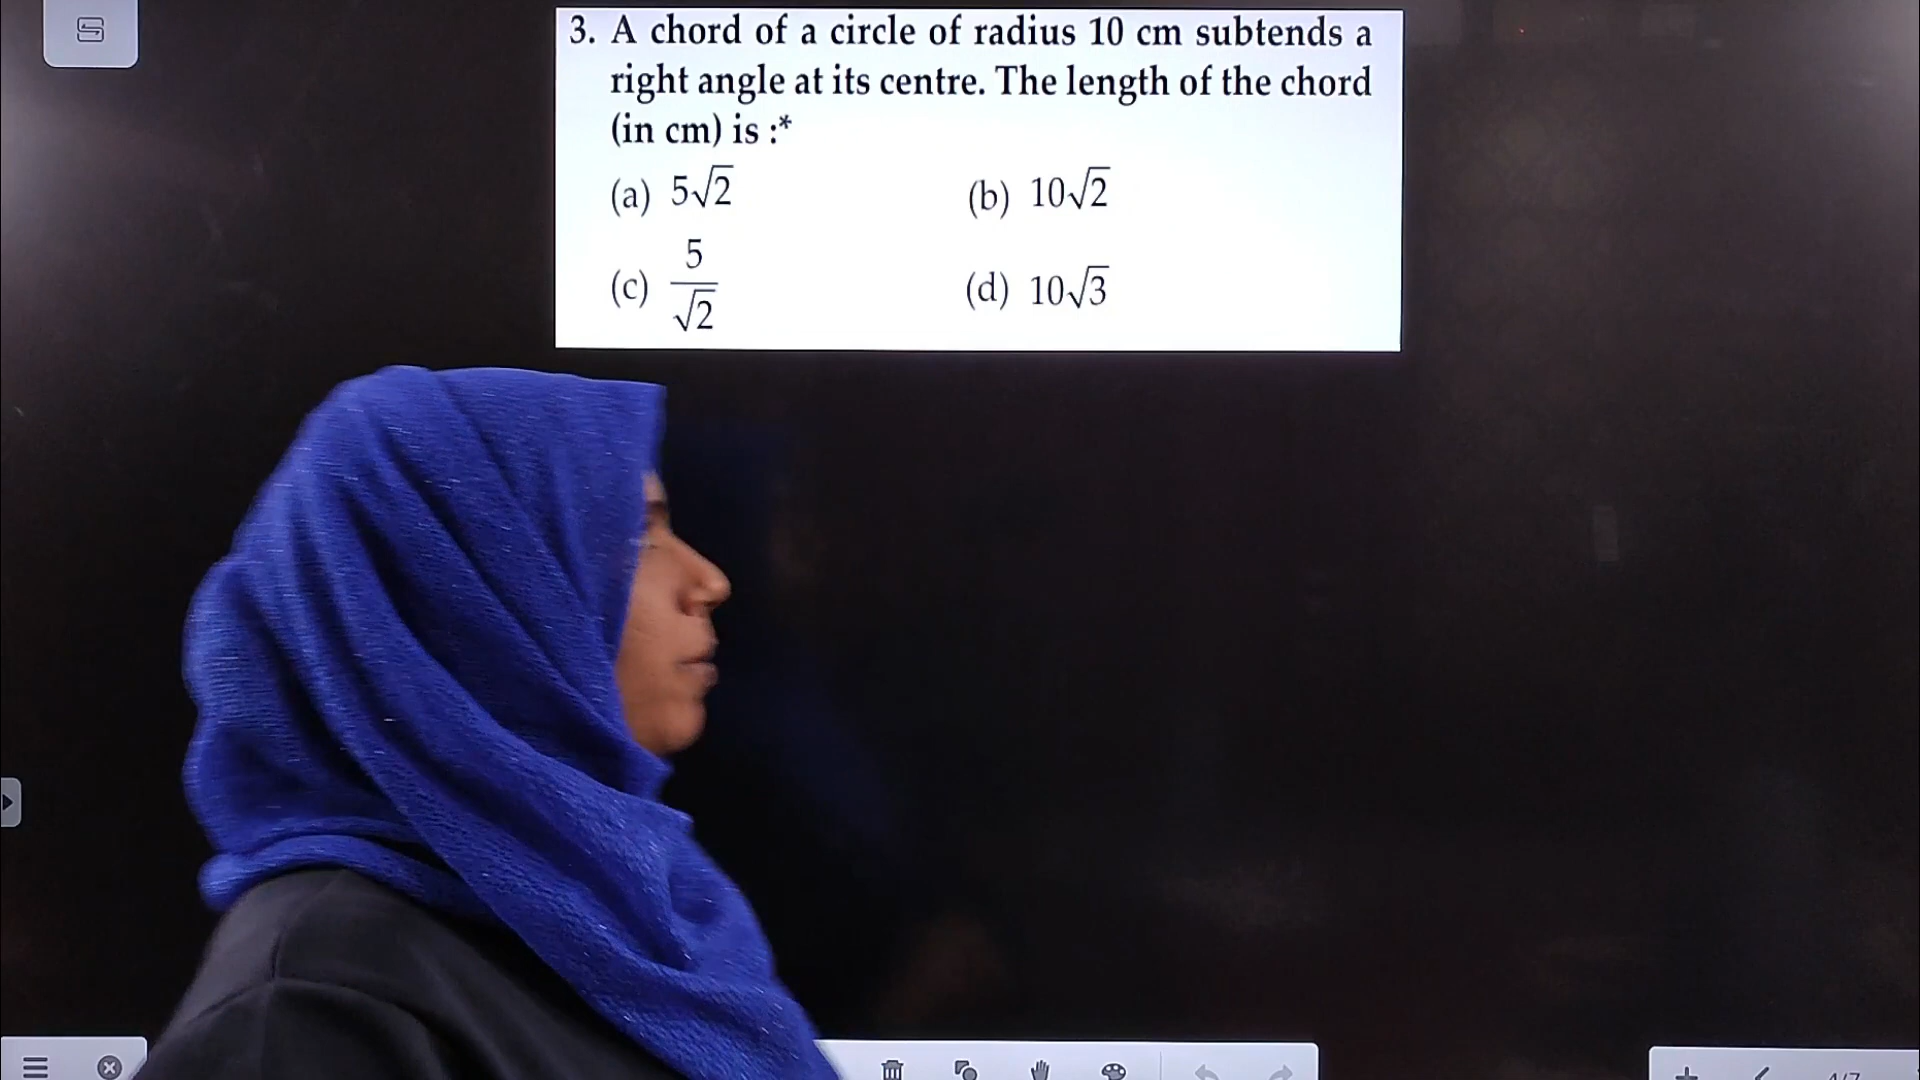 3. A chord of a circle of radius 10 cm subtends a
right angle at its centre. The length of the chord
(in cm) is :*
(a) 5√2 (b) 10√2
(c) 5/√2 (d) 10√3